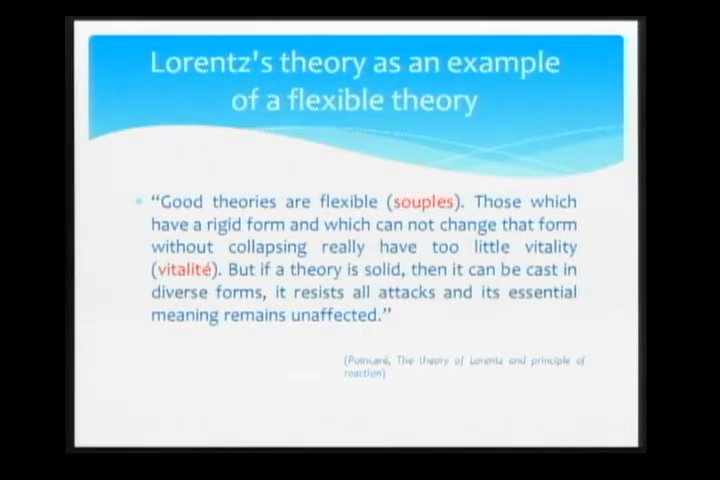 Lorentz's theory as an example
of a flexible theory
“Good theories are flexible (souples). Those which
have a rigid form and which can not change that form
without collapsing really have too little vitality
(vitalité). But if a theory is solid, then it can be cast in
diverse forms, it resists all attacks and its essential
meaning remains unaffected.”
(Poincaré, The theory of Lorentz and principle of
reaction)